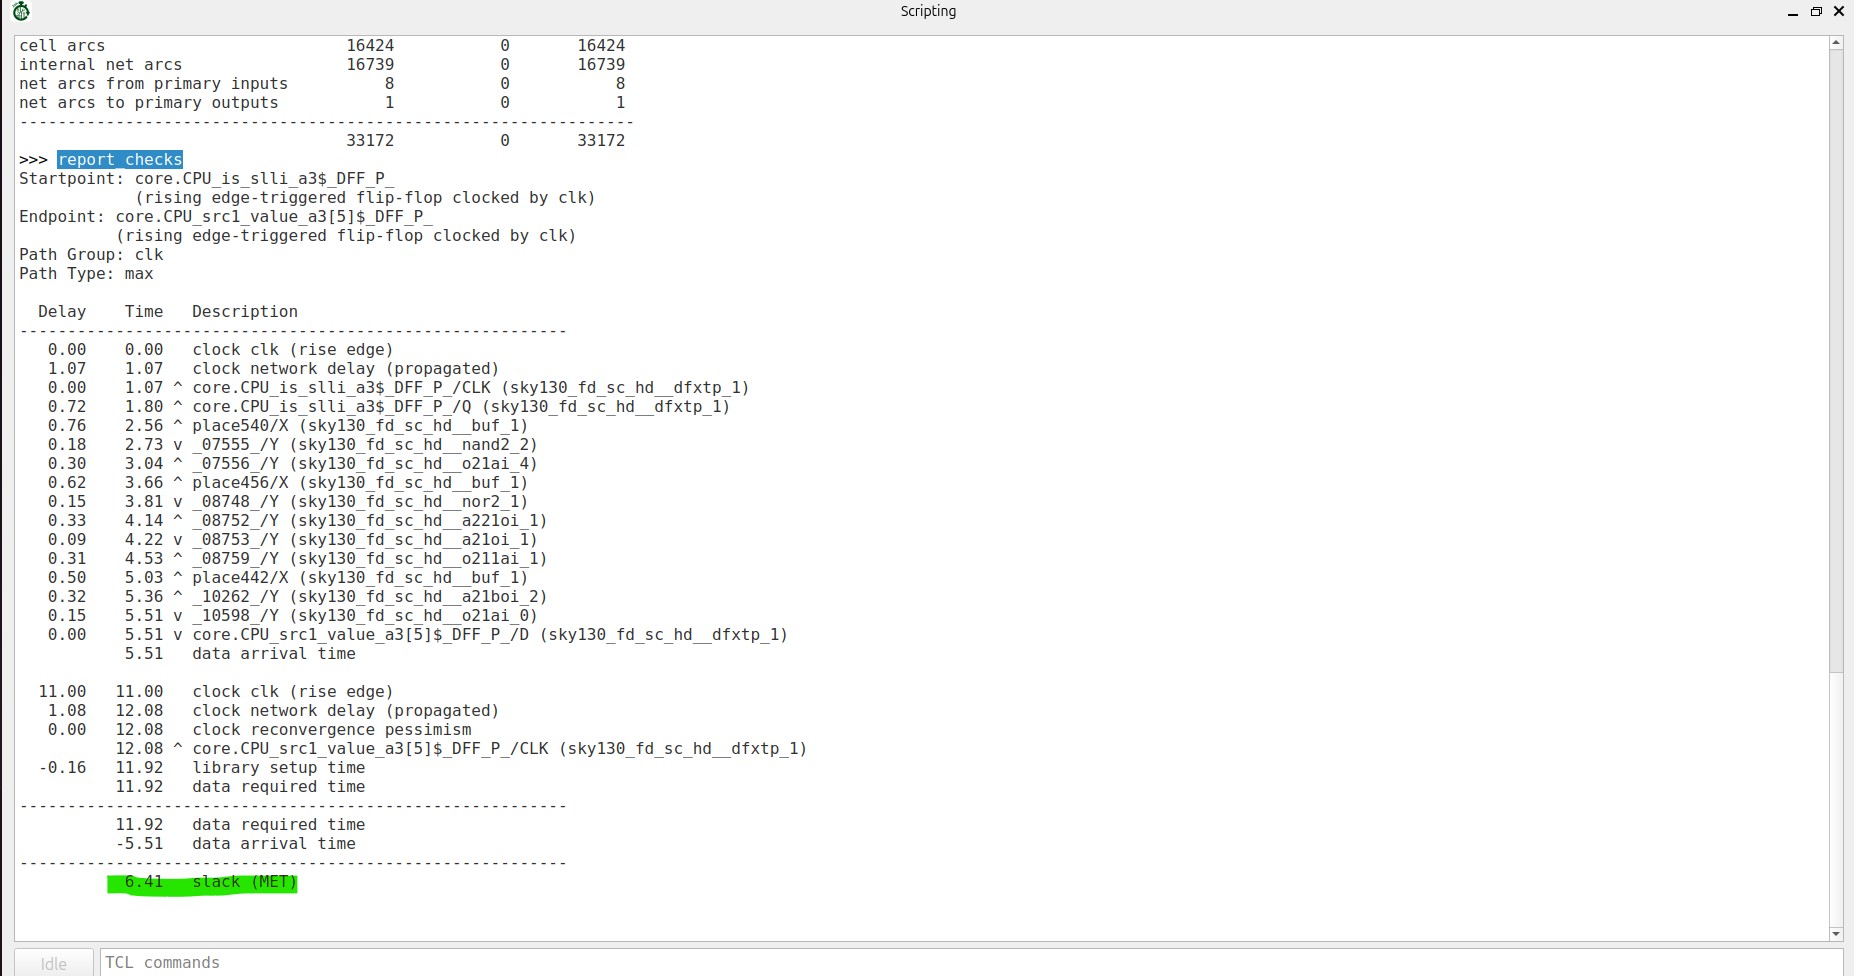 Scripting
cell arcs 16424 0 16424
internal net arcs 16739 0 16739
net arcs from primary inputs 8 0 8
net arcs to primary outputs 1 0 1
----------------------------------------------------------------
33172 0 33172
>>> report_checks
Startpoint: core.CPU_is_slli_a3$_DFF_P_
(rising edge-triggered flip-flop clocked by clk)
Endpoint: core.CPU_src1_value_a3[5]$_DFF_P_
(rising edge-triggered flip-flop clocked by clk)
Path Group: clk
Path Type: max
Delay Time Description
---------------------------------------------------------
0.00 0.00 clock clk (rise edge)
1.07 1.07 clock network delay (propagated)
0.00 1.07 ^ core.CPU_is_slli_a3$_DFF_P_/CLK (sky130_fd_sc_hd__dfxtp_1)
0.72 1.80 ^ core.CPU_is_slli_a3$_DFF_P_/Q (sky130_fd_sc_hd__dfxtp_1)
0.76 2.56 ^ place540/X (sky130_fd_sc_hd__buf_1)
0.18 2.73 v _07555_/Y (sky130_fd_sc_hd__nand2_2)
0.30 3.04 ^ _07556_/Y (sky130_fd_sc_hd__o21ai_4)
0.62 3.66 ^ place456/X (sky130_fd_sc_hd__buf_1)
0.15 3.81 v _08748_/Y (sky130_fd_sc_hd__nor2_1)
0.33 4.14 ^ _08752_/Y (sky130_fd_sc_hd__a221oi_1)
0.09 4.22 v _08753_/Y (sky130_fd_sc_hd__a21oi_1)
0.31 4.53 ^ _08759_/Y (sky130_fd_sc_hd__o211ai_1)
0.50 5.03 ^ place442/X (sky130_fd_sc_hd__buf_1)
0.32 5.36 ^ _10262_/Y (sky130_fd_sc_hd__a21boi_2)
0.15 5.51 v _10598_/Y (sky130_fd_sc_hd__o21ai_0)
0.00 5.51 v core.CPU_src1_value_a3[5]$_DFF_P_/D (sky130_fd_sc_hd__dfxtp_1)
5.51 data arrival time
11.00 11.00 clock clk (rise edge)
1.08 12.08 clock network delay (propagated)
0.00 12.08 clock reconvergence pessimism
12.08 ^ core.CPU_src1_value_a3[5]$_DFF_P_/CLK (sky130_fd_sc_hd__dfxtp_1)
-0.16 11.92 library setup time
11.92 data required time
---------------------------------------------------------
11.92 data required time
-5.51 data arrival time
---------------------------------------------------------
6.41 slack (MET)
Idle TCL commands